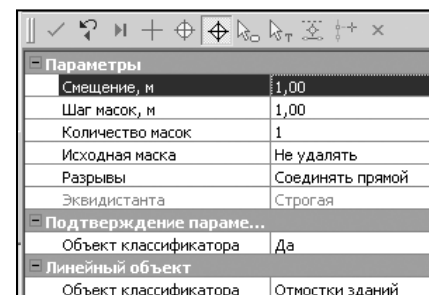 Параметры
Смещение, м 1,00
Шаг масок, м 1,00
Количество масок 1
Исходная маска Не удалять
Разрывы Соединять прямой
Эквидистанта Строгая
Подтверждение параме...
Объект классификатора Да
Линейный объект
Объект классификатора Отмостки зданий